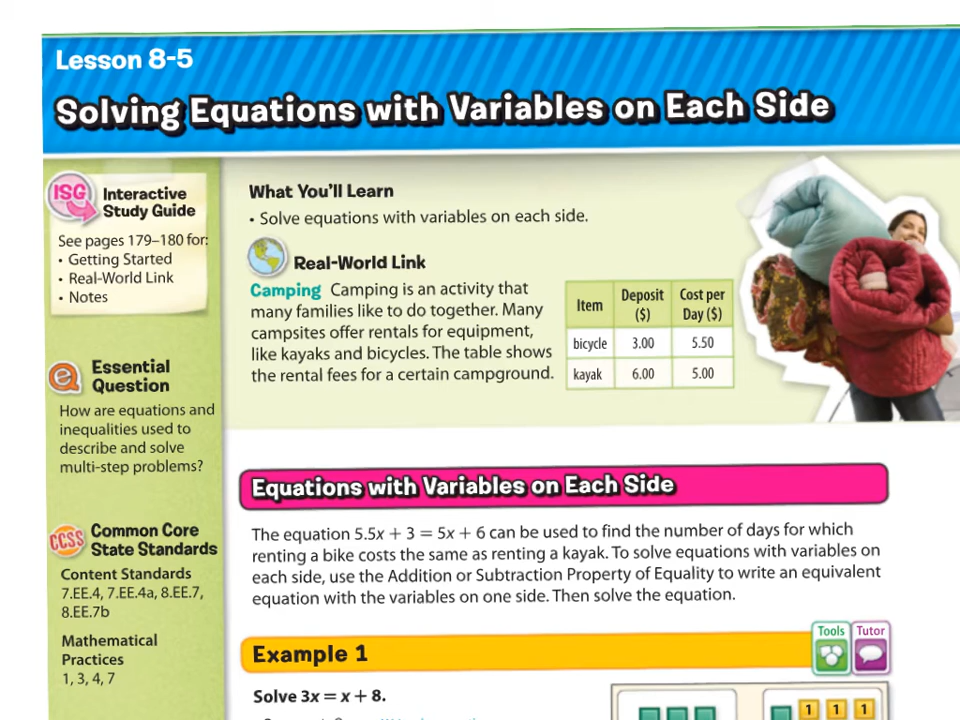 Lesson 8-5
Solving Equations with Variables on Each Side
ISG
Interactive
Study Guide
See pages 179–180 for:
• Getting Started
• Real-World Link
• Notes
e
Essential
Question
How are equations and
inequalities used to
describe and solve
multi-step problems?
CCSS
Common Core
State Standards
Content Standards
7.EE.4, 7.EE.4a, 8.EE.7,
8.EE.7b
Mathematical
Practices
1, 3, 4, 7
What You'll Learn
• Solve equations with variables on each side.
Real-World Link
Camping Camping is an activity that
many families like to do together. Many
campsites offer rentals for equipment,
like kayaks and bicycles. The table shows
the rental fees for a certain campground.
Item Deposit ($) Cost per Day ($)
bicycle 3.00 5.50
kayak 6.00 5.00
Equations with Variables on Each Side
The equation 5.5x + 3 = 5x + 6 can be used to find the number of days for which
renting a bike costs the same as renting a kayak. To solve equations with variables on
each side, use the Addition or Subtraction Property of Equality to write an equivalent
equation with the variables on one side. Then solve the equation.
Example 1
Tools Tutor
Solve 3x = x + 8.
1 1 1